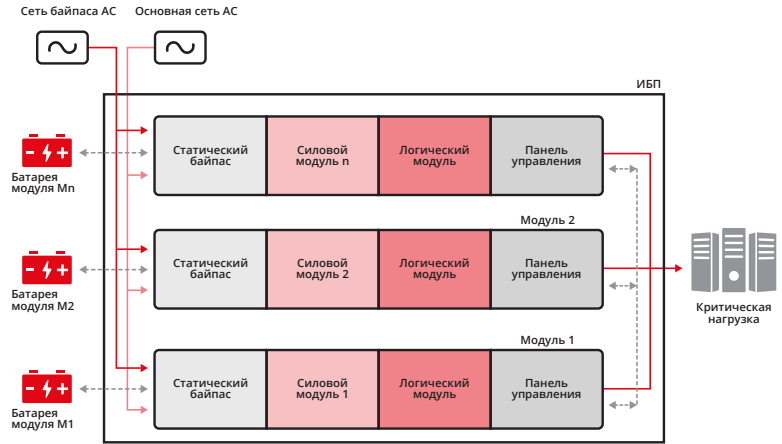 Сеть байпаса AC
Основная сеть AC
ИБП
Статический
байпас
Силовой
модуль n
Логический
модуль
Панель
управления
Батарея
модуля Mn
Модуль 2
Статический
байпас
Силовой
модуль 2
Логический
модуль
Панель
управления
Батарея
модуля M2
Критическая
нагрузка
Модуль 1
Статический
байпас
Силовой
модуль 1
Логический
модуль
Панель
управления
Батарея
модуля M1